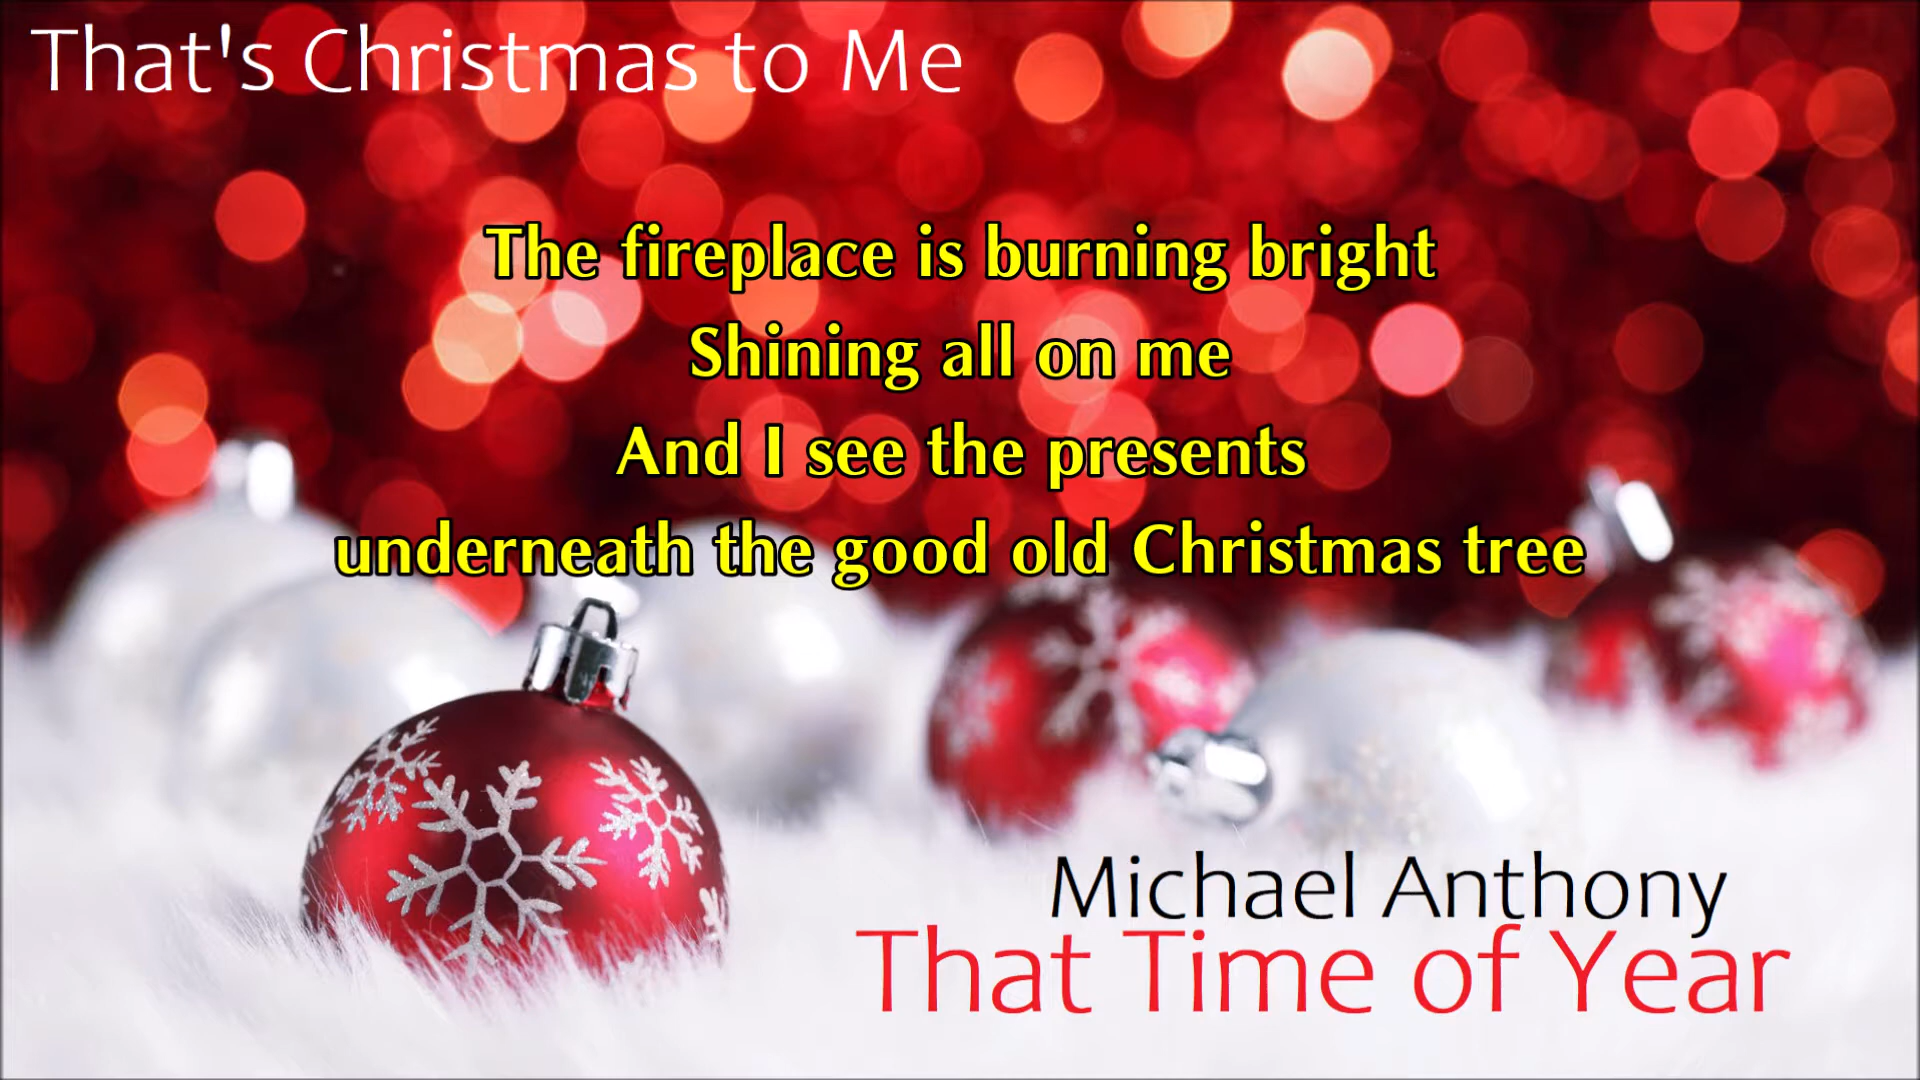 That's Christmas to Me
The fireplace is burning bright
Shining all on me
And I see the presents
underneath the good old Christmas tree
Michael Anthony
That Time of Year